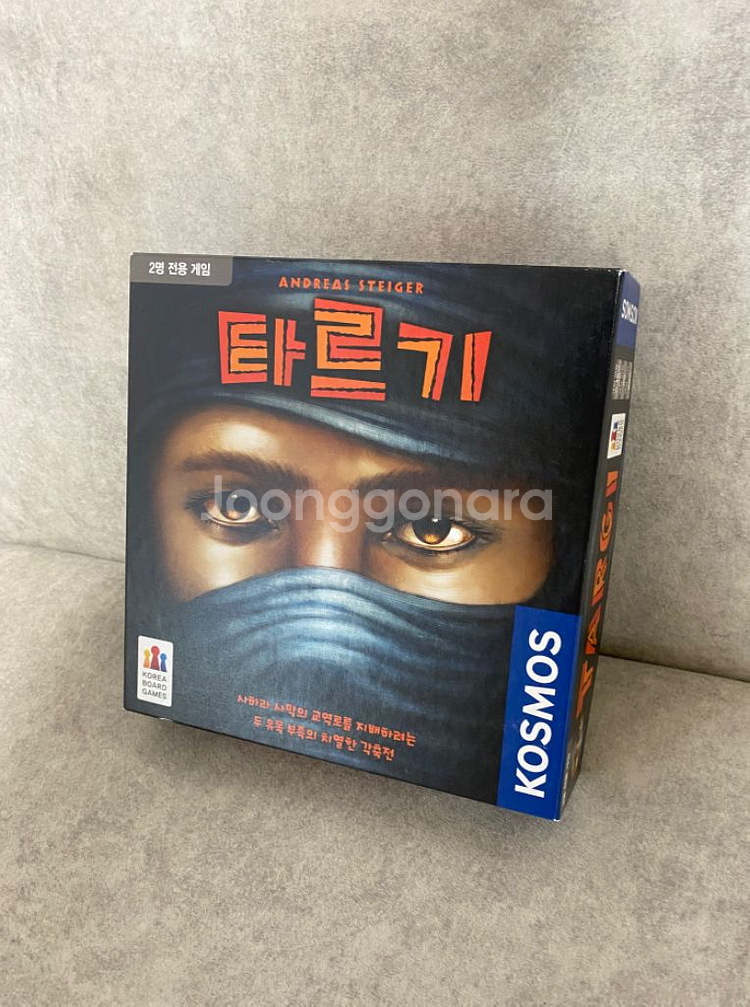 2명 전용 게임
ANDREAS STEIGER
타르기
Joonggonara
KOREA
BOARD
GAMES
사하라 사막의 교역로를 지배하려는
두 유목 부족의 치열한 각축전
KOSMOS
KOSMOS
TARGI